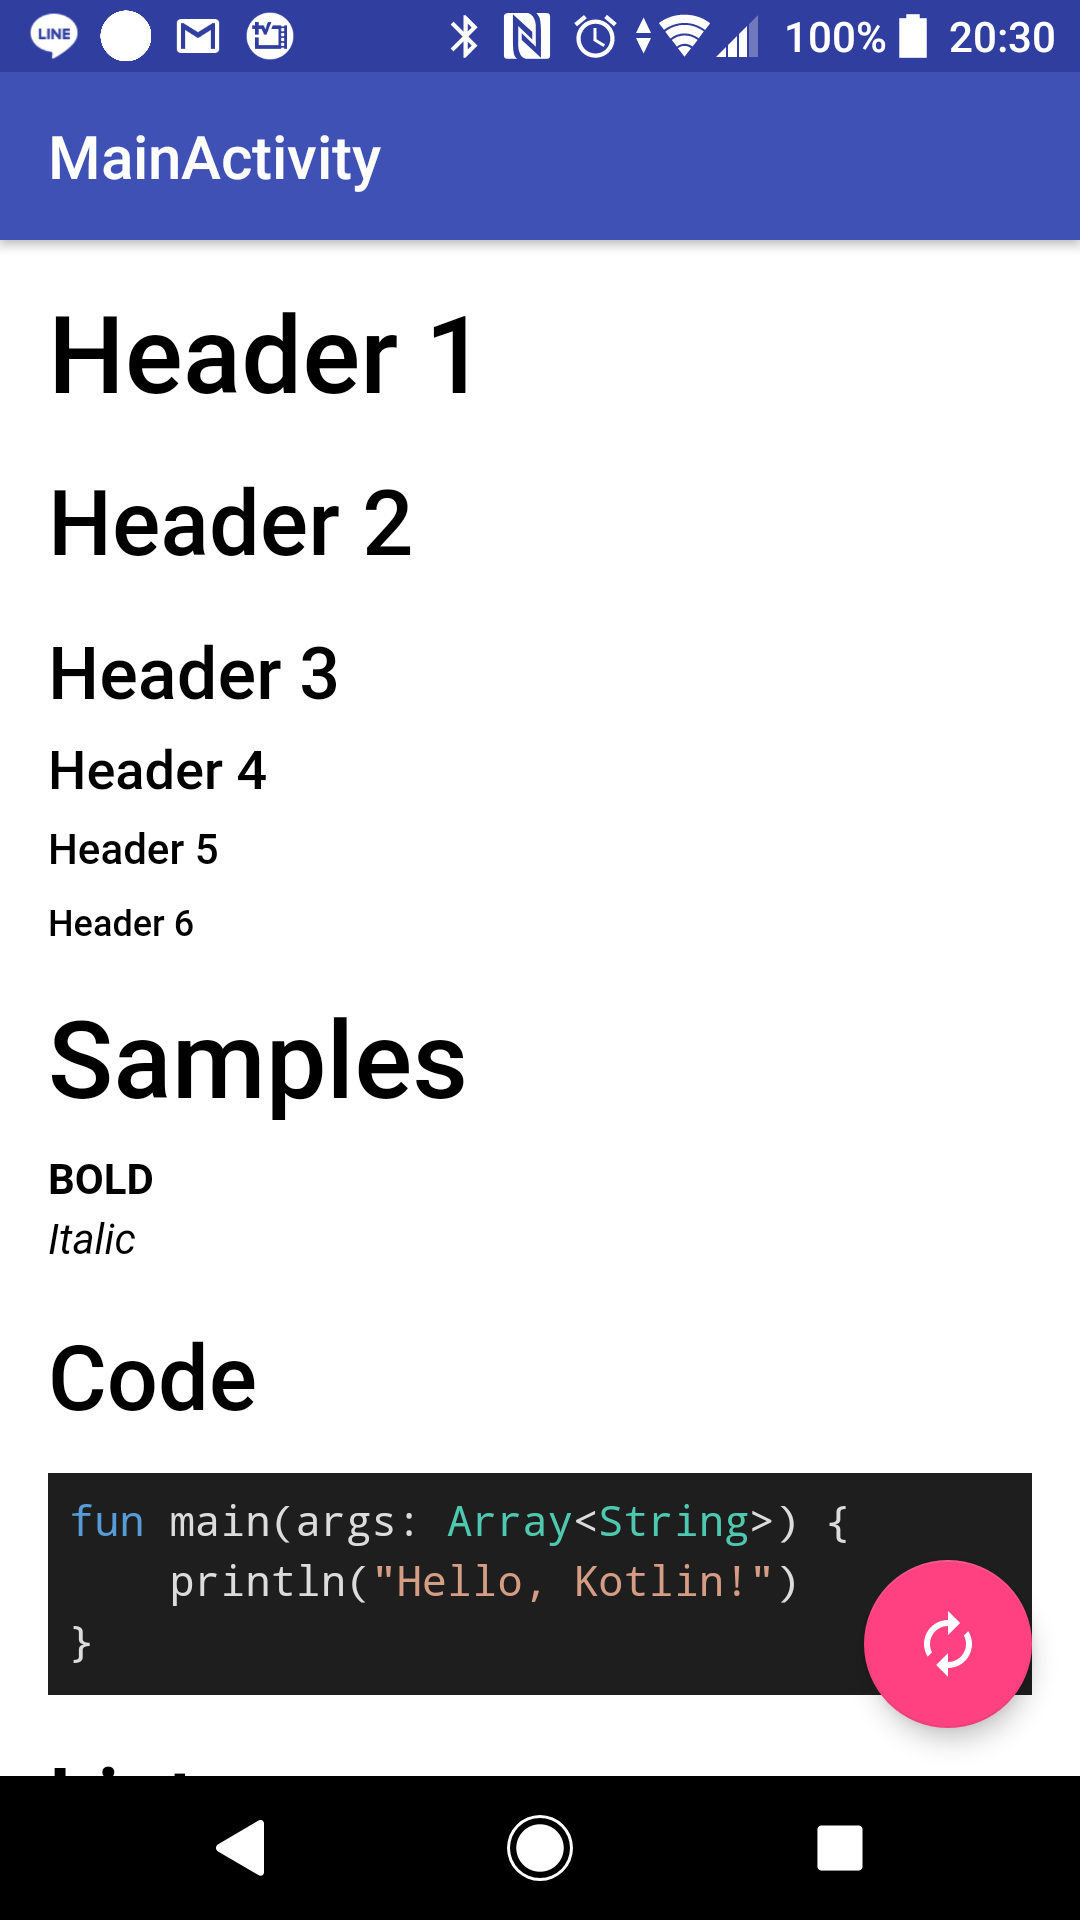 LINE
TV
100% 20:30
MainActivity
Header 1
Header 2
Header 3
Header 4
Header 5
Header 6
Samples
BOLD
Italic
Code
fun main(args: Array<String>) {
    println("Hello, Kotlin!")
}